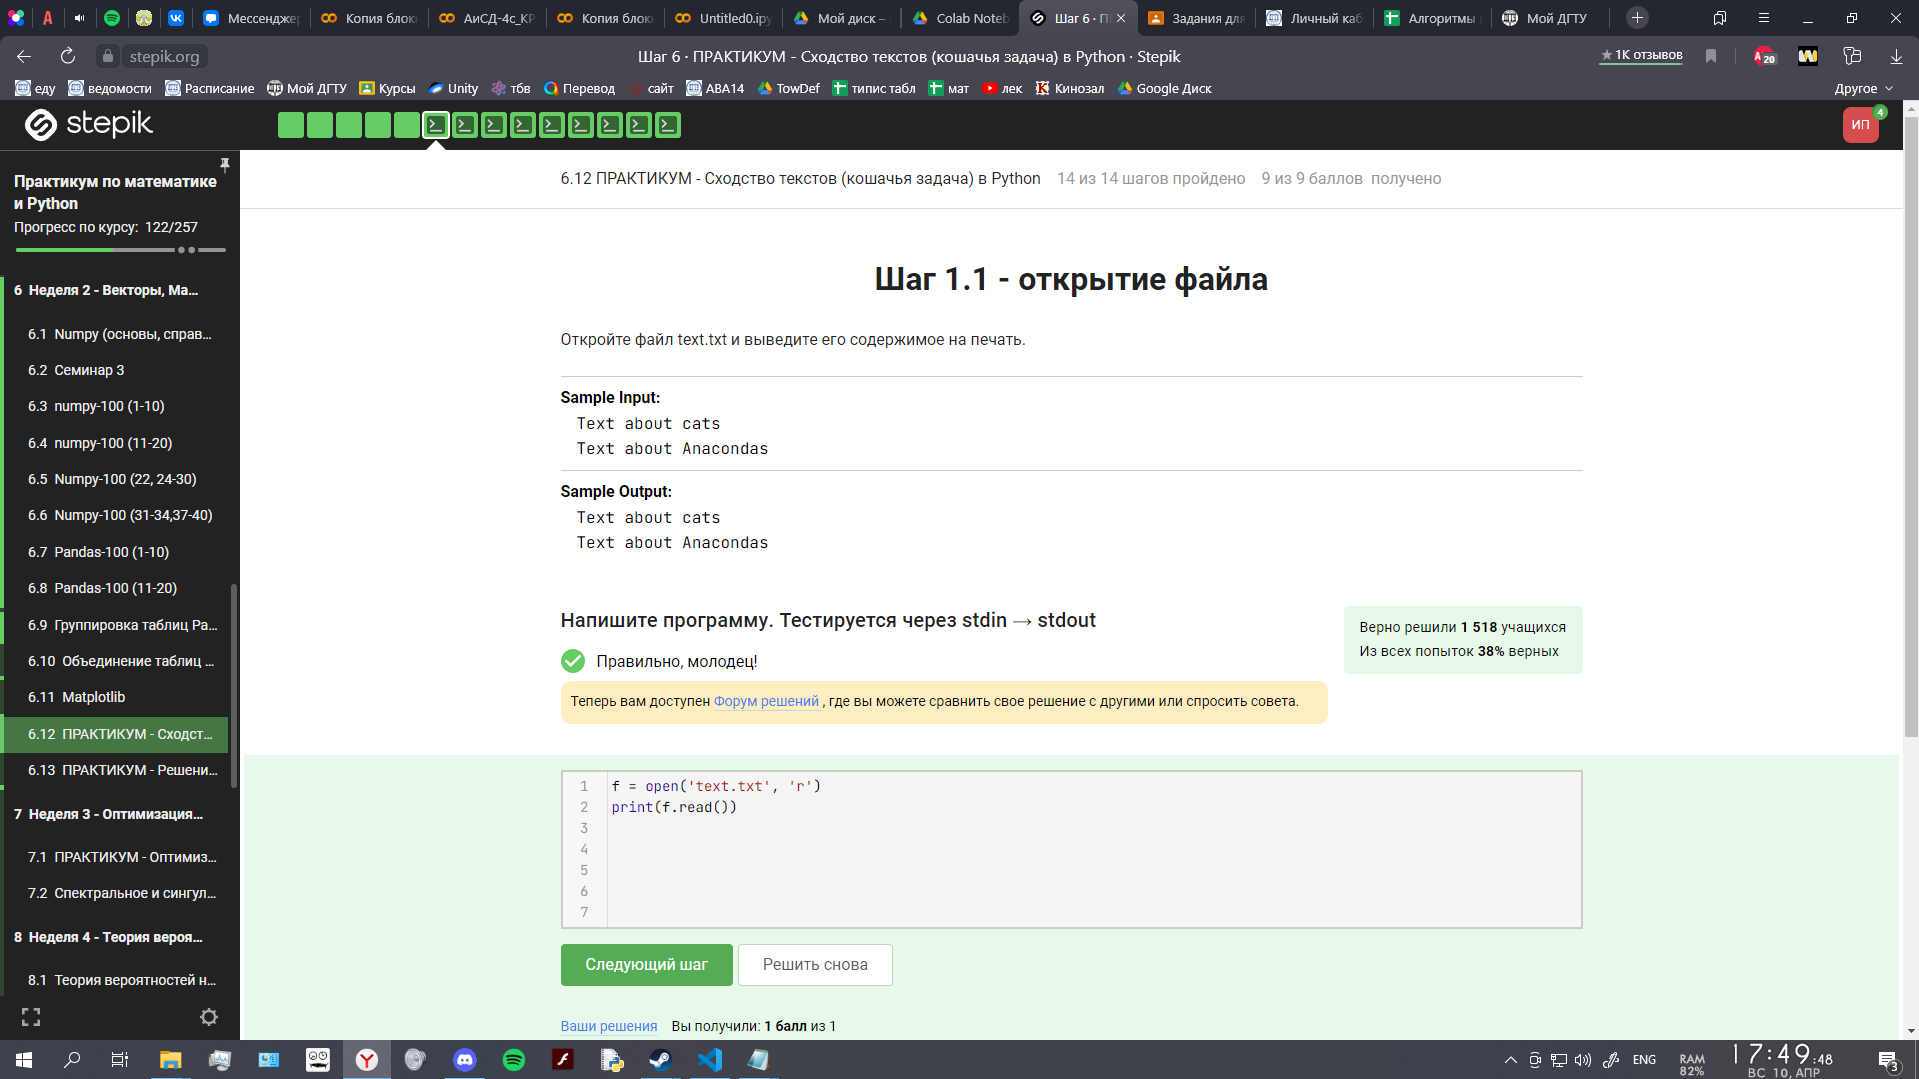 Мессендже
Копия блок
АиСД-4с_КР
Копия блок
Untitled0.ipy
Мой диск –
Colab Noteb
Шаг 6 · П
Задания для
Личный каб
Алгоритмы
Мой ДГТУ
stepik.org
Шаг 6 · ПРАКТИКУМ - Сходство текстов (кошачья задача) в Python · Stepik
★ 1К отзывов
20
еду
ведомости
Расписание
Мой ДГТУ
Курсы
Unity
тбв
Перевод
сайт
АВА14
TowDef
типис табл
мат
лек
Кинозал
Google Диск
Другое
stepik
ИП
4
Практикум по математике
и Python
Прогресс по курсу: 122/257
6 Неделя 2 - Векторы, Ма...
6.1 Numpy (основы, справ...
6.2 Семинар 3
6.3 numpy-100 (1-10)
6.4 numpy-100 (11-20)
6.5 Numpy-100 (22, 24-30)
6.6 Numpy-100 (31-34,37-40)
6.7 Pandas-100 (1-10)
6.8 Pandas-100 (11-20)
6.9 Группировка таблиц Pa...
6.10 Объединение таблиц ...
6.11 Matplotlib
6.12 ПРАКТИКУМ - Сходст...
6.13 ПРАКТИКУМ - Решени...
7 Неделя 3 - Оптимизация...
7.1 ПРАКТИКУМ - Оптимиз...
7.2 Спектральное и сингул...
8 Неделя 4 - Теория вероя...
8.1 Теория вероятностей н...
6.12 ПРАКТИКУМ - Сходство текстов (кошачья задача) в Python 14 из 14 шагов пройдено 9 из 9 баллов получено
Шаг 1.1 - открытие файла
Откройте файл text.txt и выведите его содержимое на печать.
Sample Input:
Text about cats
Text about Anacondas
Sample Output:
Text about cats
Text about Anacondas
Напишите программу. Тестируется через stdin → stdout
Верно решили 1 518 учащихся
Из всех попыток 38% верных
Правильно, молодец!
Теперь вам доступен Форум решений , где вы можете сравнить свое решение с другими или спросить совета.
1 f = open('text.txt', 'r')
2 print(f.read())
3
4
5
6
7
Следующий шаг
Решить снова
Ваши решения Вы получили: 1 балл из 1
ENG
RAM
82%
17:49:48
ВС 10, АПР
3